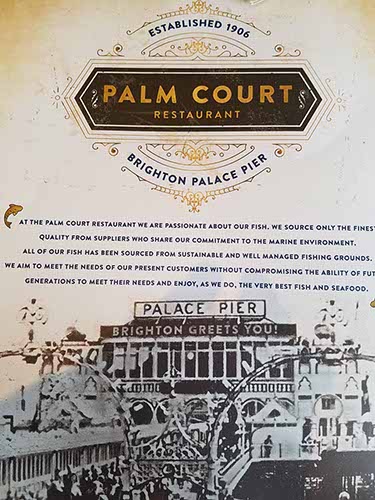 ESTABLISHED 1906
PALM COURT
RESTAURANT
BRIGHTON PALACE PIER
AT THE PALM COURT RESTAURANT WE ARE PASSIONATE ABOUT OUR FISH. WE SOURCE ONLY THE FINEST
QUALITY FROM SUPPLIERS WHO SHARE OUR COMMITMENT TO THE MARINE ENVIRONMENT.
ALL OF OUR FISH HAS BEEN SOURCED FROM SUSTAINABLE AND WELL MANAGED FISHING GROUNDS.
WE AIM TO MEET THE NEEDS OF OUR PRESENT CUSTOMERS WITHOUT COMPROMISING THE ABILITY OF FUT
GENERATIONS TO MEET THEIR NEEDS AND ENJOY, AS WE DO, THE VERY BEST FISH AND SEAFOOD.
PALACE PIER
BRIGHTON GREETS YOU!